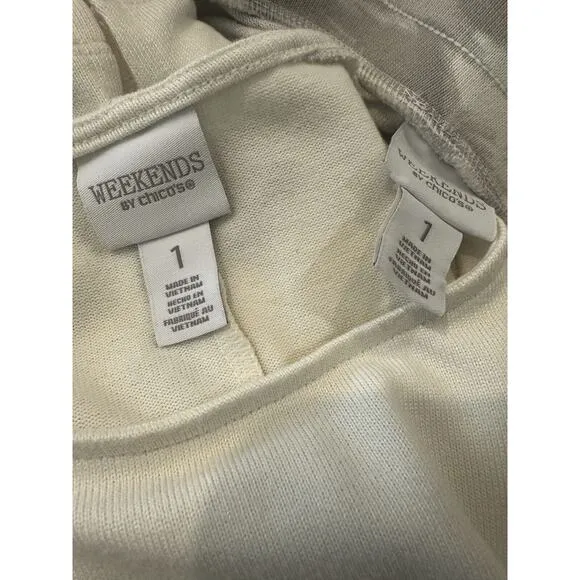 WEEKENDS
BY CHICO'S®
1
MADE IN
VIETNAM
HECHO EN
VIETNAM
FABRIQUÉ AU
VIETNAM
WEEKENDS
BY CHICO'S®
1
MADE IN
VIETNAM
HECHO EN
VIETNAM
FABRIQUÉ AU
VIETNAM